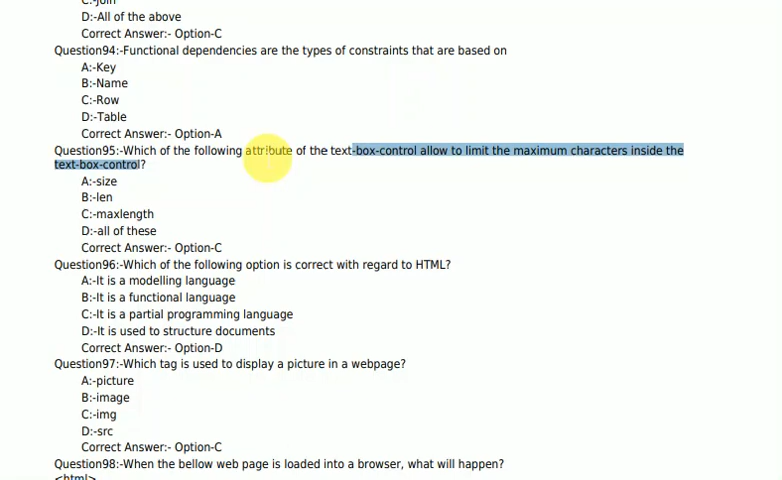 C:-Join
D:-All of the above
Correct Answer:- Option-C
Question94:-Functional dependencies are the types of constraints that are based on
A:-Key
B:-Name
C:-Row
D:-Table
Correct Answer:- Option-A
Question95:-Which of the following attribute of the text-box-control allow to limit the maximum characters inside the
text-box-control?
A:-size
B:-len
C:-maxlength
D:-all of these
Correct Answer:- Option-C
Question96:-Which of the following option is correct with regard to HTML?
A:-It is a modelling language
B:-It is a functional language
C:-It is a partial programming language
D:-It is used to structure documents
Correct Answer:- Option-D
Question97:-Which tag is used to display a picture in a webpage?
A:-picture
B:-image
C:-img
D:-src
Correct Answer:- Option-C
Question98:-When the bellow web page is loaded into a browser, what will happen?
<html>